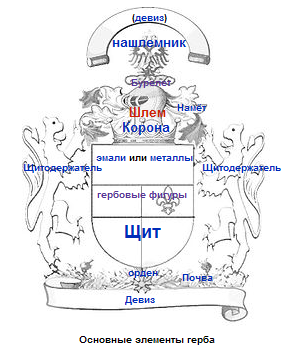 (девиз)
нашлемник
Бурелет
Шлем
Намёт
Корона
эмали или металлы
Щитодержатель
Щитодержатель
гербовые фигуры
Щит
орден
Почва
Девиз
Основные элементы герба